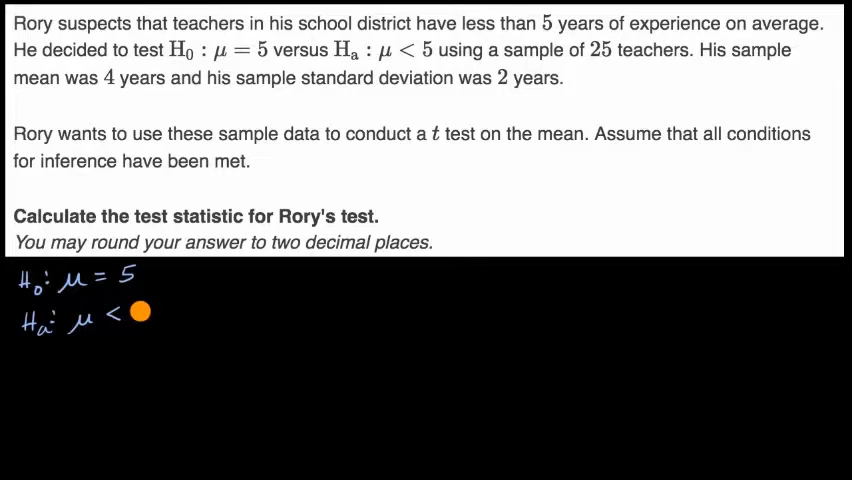 Rory suspects that teachers in his school district have less than 5 years of experience on average.
He decided to test H₀ : μ = 5 versus Hₐ : μ < 5 using a sample of 25 teachers. His sample
mean was 4 years and his sample standard deviation was 2 years.
Rory wants to use these sample data to conduct a t test on the mean. Assume that all conditions
for inference have been met.
Calculate the test statistic for Rory's test.
You may round your answer to two decimal places.
H₀: μ = 5
Hₐ: μ <